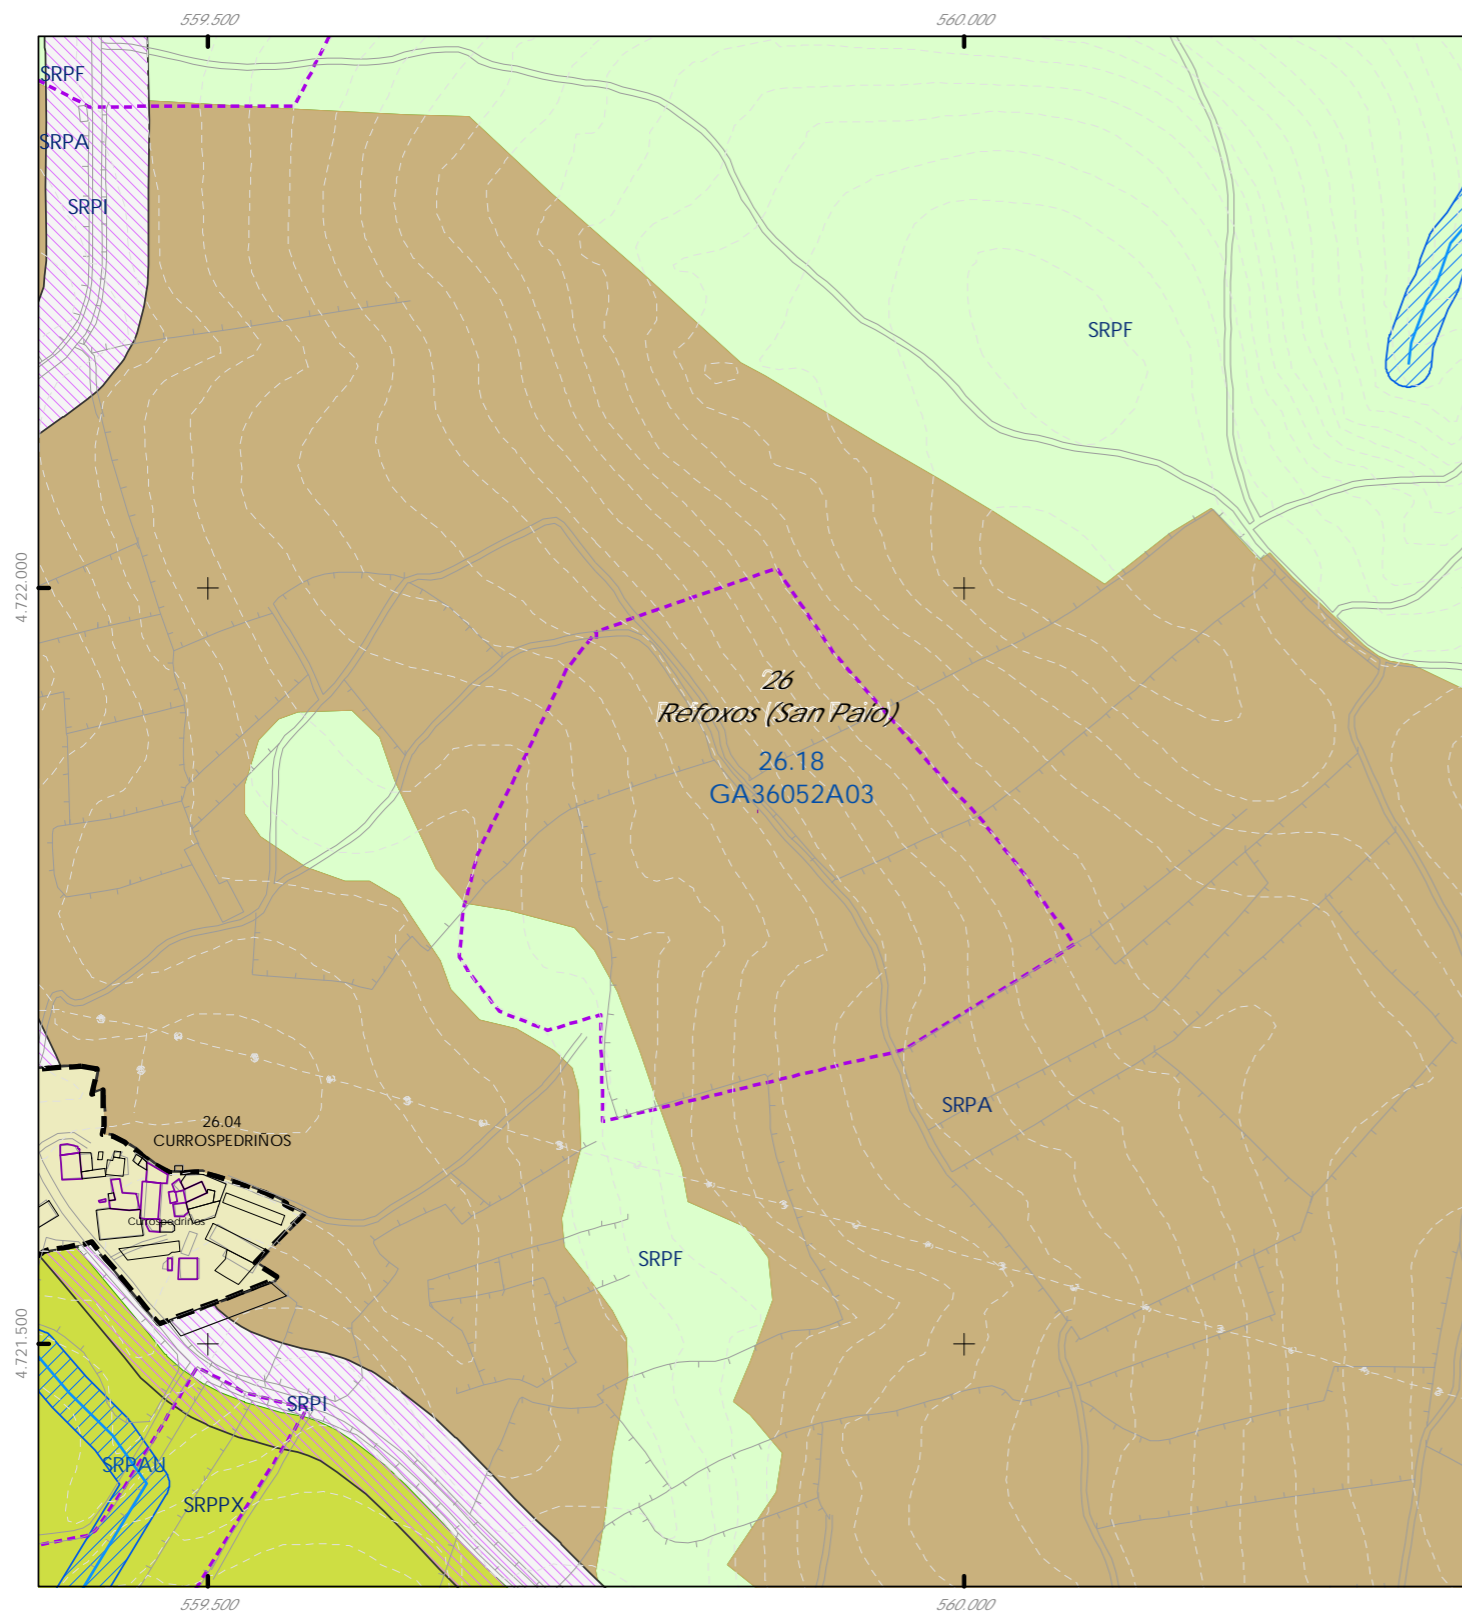 559.500
560.000
SRPF
SRPA
SRPI
SRPF
4.722.000
26
Refoxos (San Paio)
26.18
GA36052A03
SRPA
26.04
CURROSPEDRIÑOS
Currospedriños
SRPF
4.721.500
SRPI
SRPAU
SRPPX
559.500
560.000